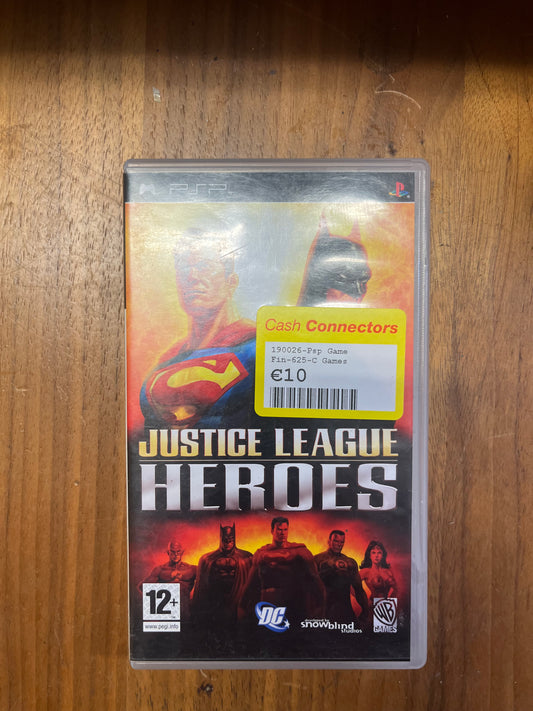 PSP
Cash Connectors
190026-Psp Game
Fin-625-C Games
€10
JUSTICE LEAGUE
HEROES
12+
www.pegi.info
DC
snowblind
studios
WB
GAMES